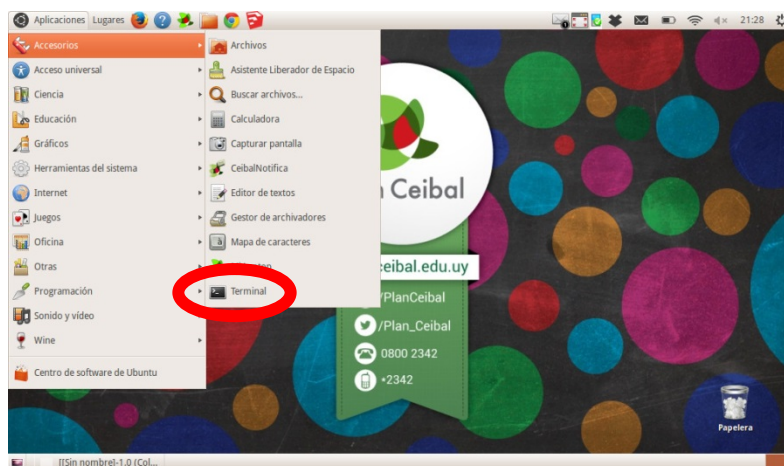 Aplicaciones Lugares
21:28
Accesorios
Acceso universal
Ciencia
Educación
Gráficos
Herramientas del sistema
Internet
Juegos
Oficina
Otras
Programación
Sonido y vídeo
Wine
Centro de software de Ubuntu
Archivos
Asistente Liberador de Espacio
Buscar archivos...
Calculadora
Capturar pantalla
CeibalNotifica
Editor de textos
Gestor de archivadores
Mapa de caracteres
Terminal
Ceibal
ceibal.edu.uy
/PlanCeibal
/Plan_Ceibal
0800 2342
*2342
Papelera
[[Sin nombre]-1.0 (Col...